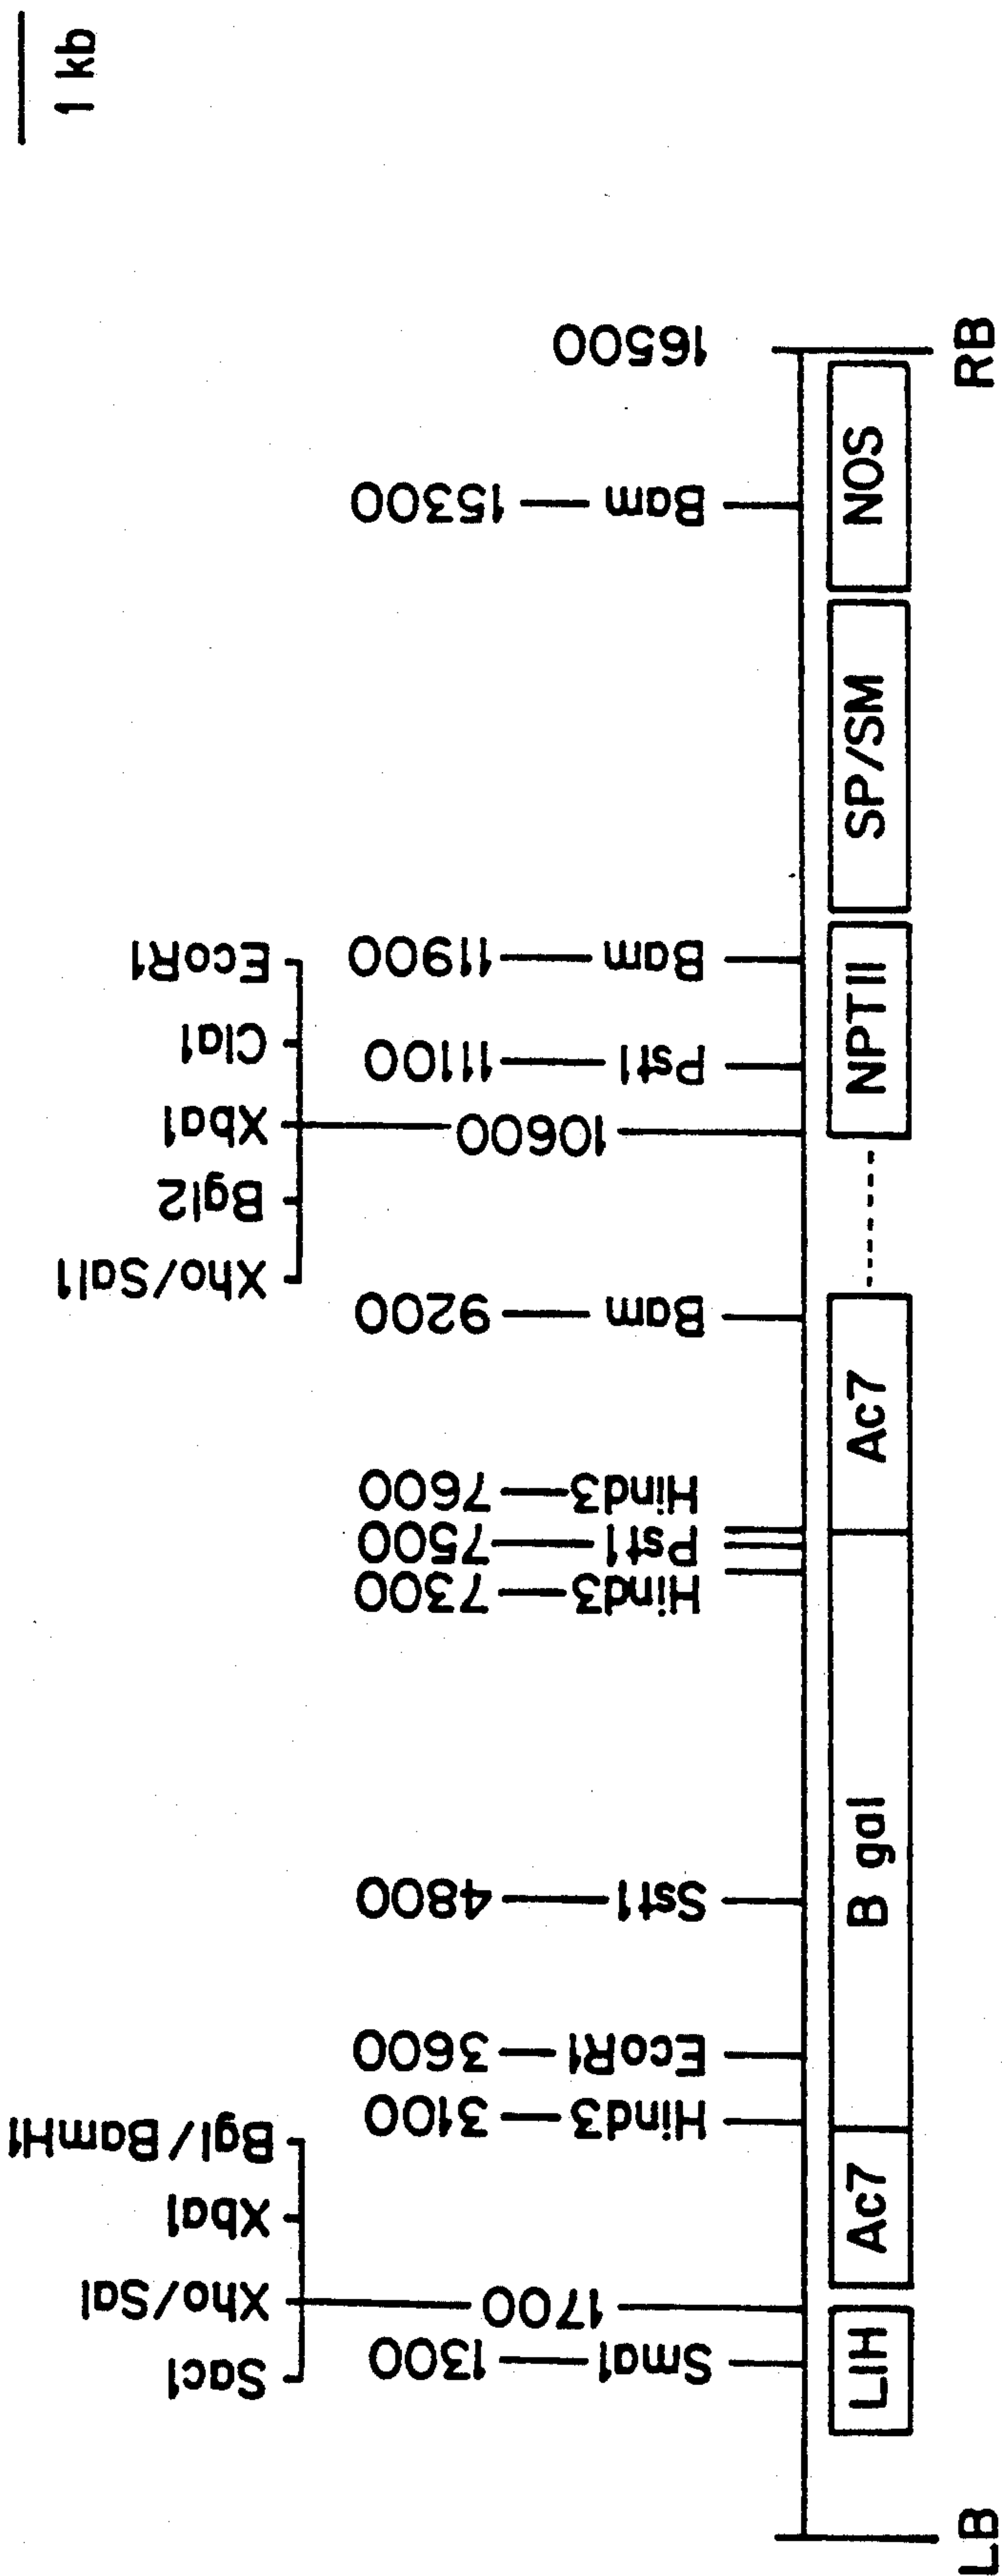 1 kb
EcoR1
Cla1
Xba1
Bgl2
Xho/Sal1
Bgl/BamH1
Xba1
Xho/Sal
Sac1
16500
Bam — 15300
Bam — 11900
Pst1 — 11100
10600
Bam — 9200
Hind3 — 7600
Pst1 — 7500
Hind3 — 7300
Sst1 — 4800
EcoR1 — 3600
Hind3 — 3100
1700
Sma1 — 1300
LB
LIH
Ac7
B gal
Ac7
NPTII
SP/SM
NOS
RB